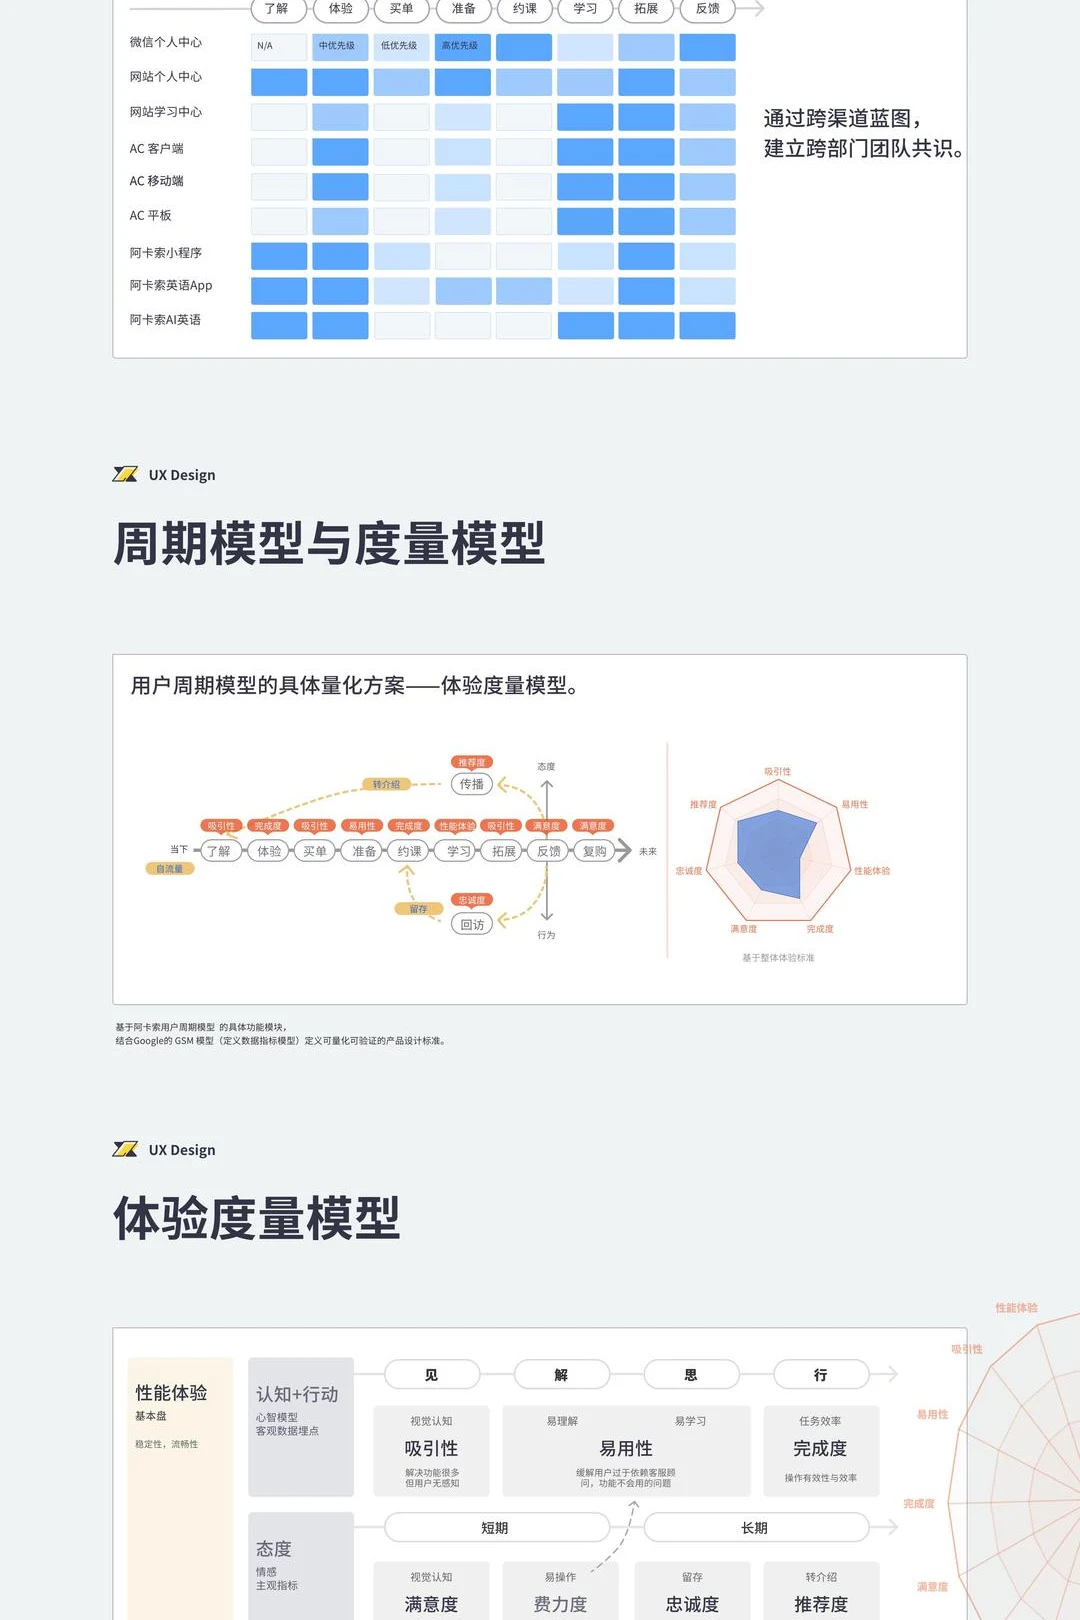 了解 体验 买单 准备 约课 学习 拓展 反馈
微信个人中心 N/A 中优先级 低优先级 高优先级
网站个人中心
网站学习中心
AC 客户端
AC 移动端
AC 平板
阿卡索小程序
阿卡索英语App
阿卡索AI英语
通过跨渠道蓝图，
建立跨部门团队共识。
UX Design
周期模型与度量模型
用户周期模型的具体量化方案——体验度量模型。
推荐度
态度
转介绍
传播
吸引性 完成度 吸引性 易用性 完成度 性能体验 吸引性 满意度 满意度
当下 了解 体验 买单 准备 约课 学习 拓展 反馈 复购 未来
自流量
忠诚度
留存
回访
行为
吸引性
推荐度 易用性
忠诚度 性能体验
满意度 完成度
基于整体体验标准
基于阿卡索用户周期模型 的具体功能模块，
结合Google的 GSM 模型（定义数据指标模型）定义可量化可验证的产品设计标准。
UX Design
体验度量模型
性能体验
基本盘
稳定性，流畅性
认知+行动
心智模型
客观数据埋点
见 解 思 行
视觉认知
吸引性
解决功能很多
但用户无感知
易理解 易学习
易用性
缓解用户过于依赖客服顾
问，功能不会用的问题
任务效率
完成度
操作有效性与效率
态度
情感
主观指标
短期 长期
视觉认知
满意度
易操作
费力度
留存
忠诚度
转介绍
推荐度
性能体验
吸引性
易用性
完成度
满意度